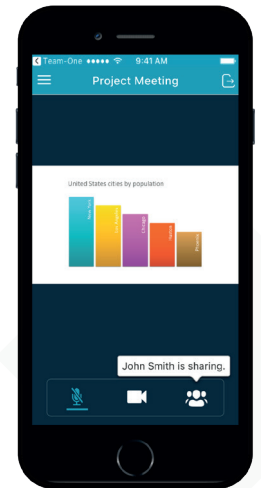 Team-One 9:41 AM
Project Meeting
United States cities by population
New York
Los Angeles
Chicago
Houston
Phoenix
John Smith is sharing.